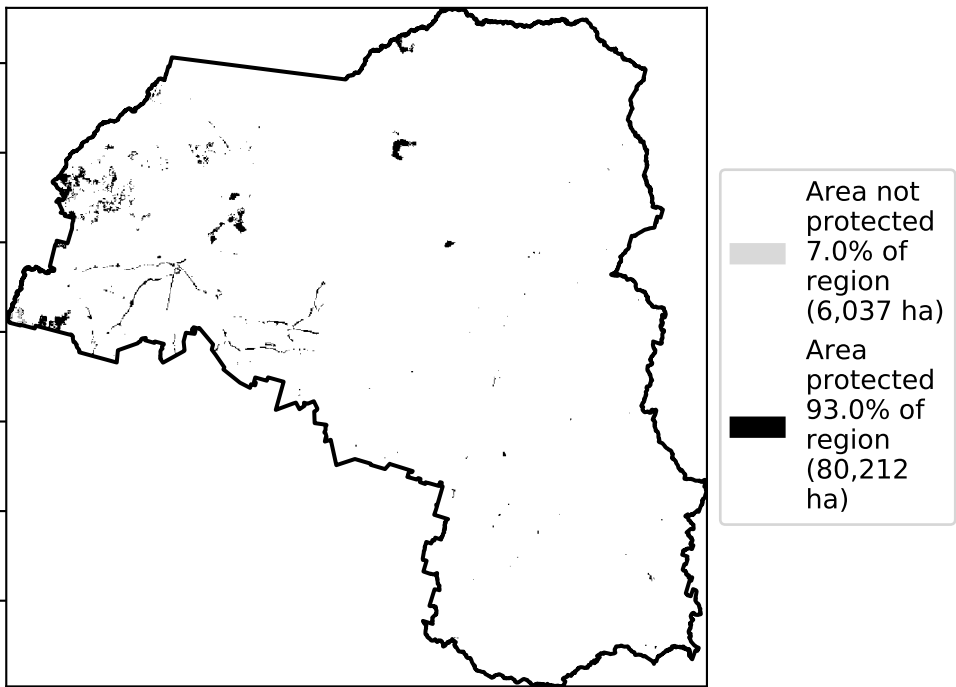 Area not
protected
7.0% of
region
(6,037 ha)
Area
protected
93.0% of
region
(80,212
ha)